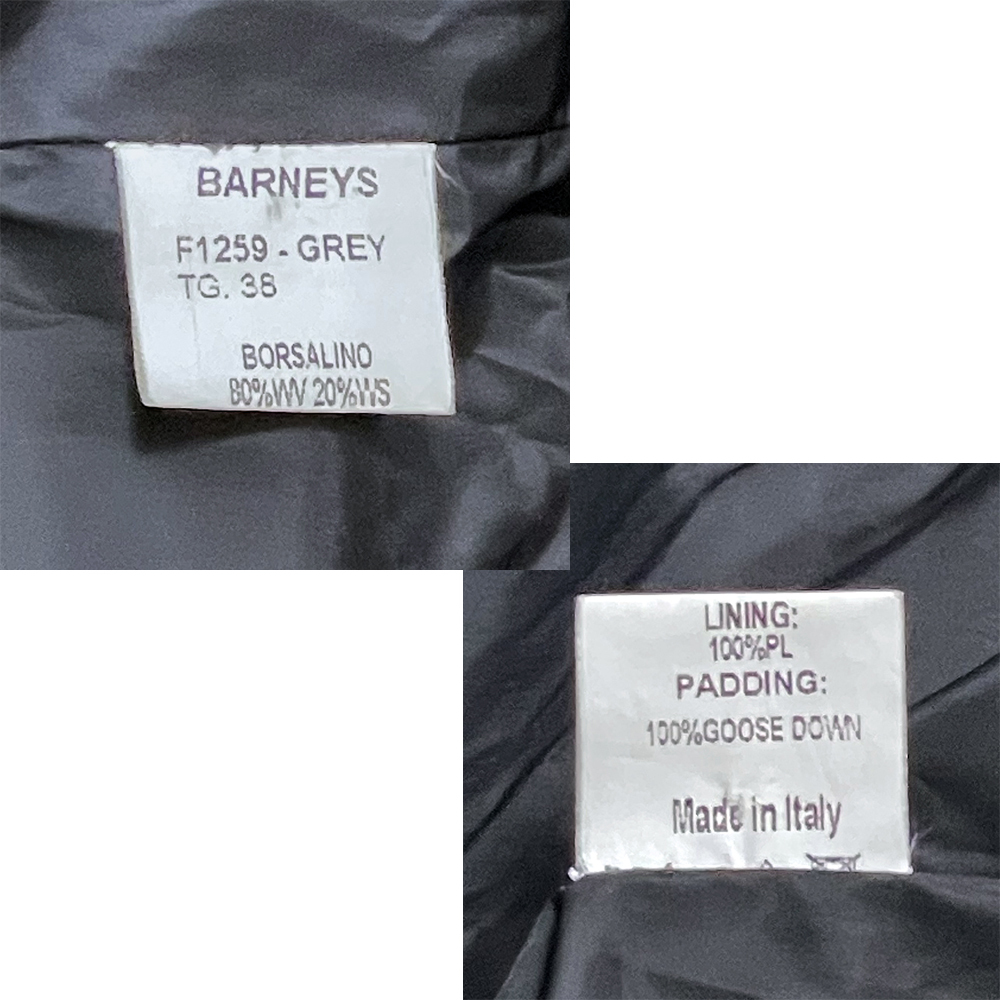 BARNEYS
F1259 - GREY
TG. 38
BORSALINO
80%WV 20%WS
LINING:
100%PL
PADDING:
100%GOOSE DOWN
Made in Italy